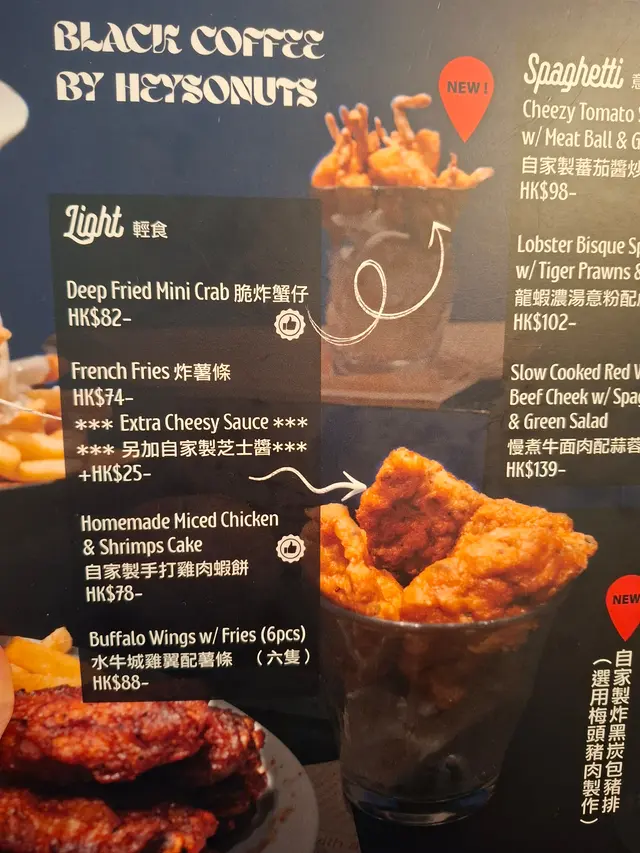 BLACK COFFEE
BY HEYSONUTS
Light 輕食
Deep Fried Mini Crab 脆炸蟹仔
HK$82-
French Fries 炸薯條
HK$74-
*** Extra Cheesy Sauce ***
*** 另加自家製芝士醬***
+HK$25-
Homemade Miced Chicken
& Shrimps Cake
自家製手打雞肉蝦餅
HK$78-
Buffalo Wings w/ Fries (6pcs)
水牛城雞翼配薯條 (六隻)
HK$88-
NEW!
Spaghetti
Cheezy Tomato
w/ Meat Ball &
自家製蕃茄醬炒
HK$98-
Lobster Bisque
w/ Tiger Prawns &
龍蝦濃湯意粉配
HK$102-
Slow Cooked Red
Beef Cheek w/
& Green Salad
慢煮牛面肉配蒜蓉
HK$139-
NEW
自家製炸黑炭包豬排
(選用梅頭豬肉製作)